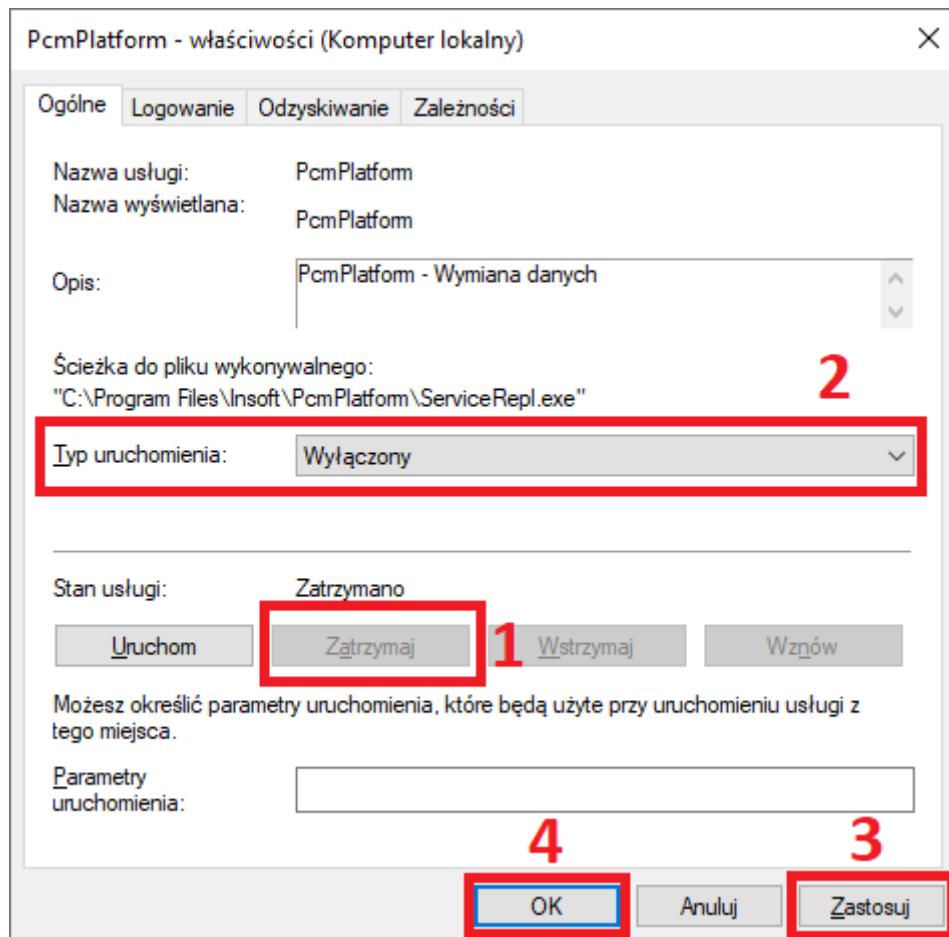 PcmPlatform - właściwości (Komputer lokalny)
Ogólne Logowanie Odzyskiwanie Zależności
Nazwa usługi: PcmPlatform
Nazwa wyświetlana: PcmPlatform
Opis: PcmPlatform - Wymiana danych
Ścieżka do pliku wykonywalnego:
"C:\Program Files\Insoft\PcmPlatform\ServiceRepl.exe"
2
Typ uruchomienia: Wyłączony
Stan usługi: Zatrzymano
Uruchom Zatrzymaj 1 Wstrzymaj Wznów
Możesz określić parametry uruchomienia, które będą użyte przy uruchomieniu usługi z
tego miejsca.
Parametry
uruchomienia:
4 3
OK Anuluj Zastosuj